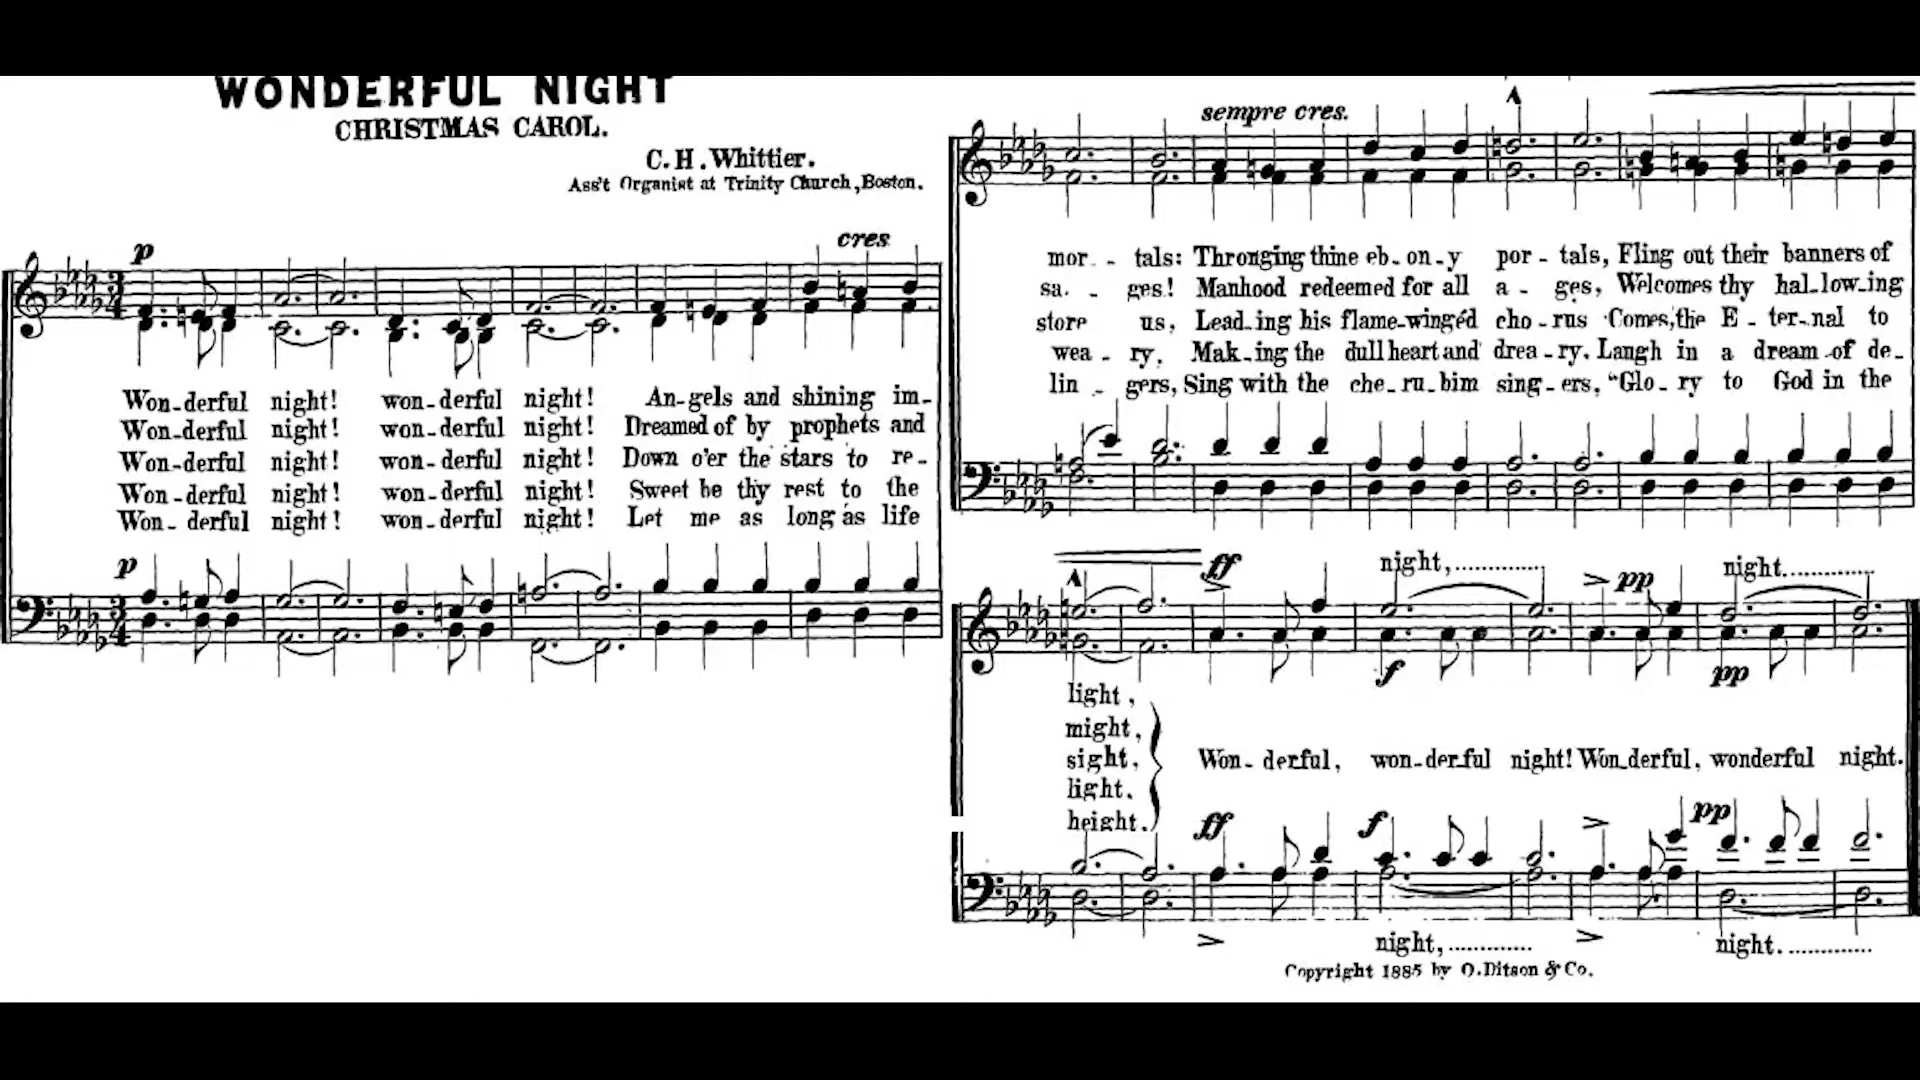 WONDERFUL NIGHT
CHRISTMAS CAROL.
C. H. Whittier.
Ass't Organist at Trinity Church, Boston.
p
cres
3/4
Won-derful night! won-derful night! An-gels and shining im-
Won-derful night! won-derful night! Dreamed of by prophets and
Won-derful night! won-derful night! Down o'er the stars to re-
Won-derful night! won-derful night! Sweet be thy rest to the
Won-derful night! won-derful night! Let me as long as life
p
3/4
sempre cres.
mor - tals: Thronging thine eb-on-y por-tals, Fling out their banners of
sa - ges! Manhood redeemed for all a - ges, Welcomes thy hal-low-ing
store us, Lead-ing his flame-wingéd cho-rus Comes, the E-ter-nal to
wea - ry, Mak-ing the dull heart and drea-ry. Laugh in a dream of de-
lin - gers, Sing with the che-ru-bim sing-ers, "Glo-ry to God in the
ff
night,..............
pp
night..............
f
pp
light,
might,
sight,
light.
height.
Won-derful, won-der-ful night! Won-derful, wonderful night.
ff
f
pp
night,..............
night..............
Copyright 1885 by O. Ditson & Co.